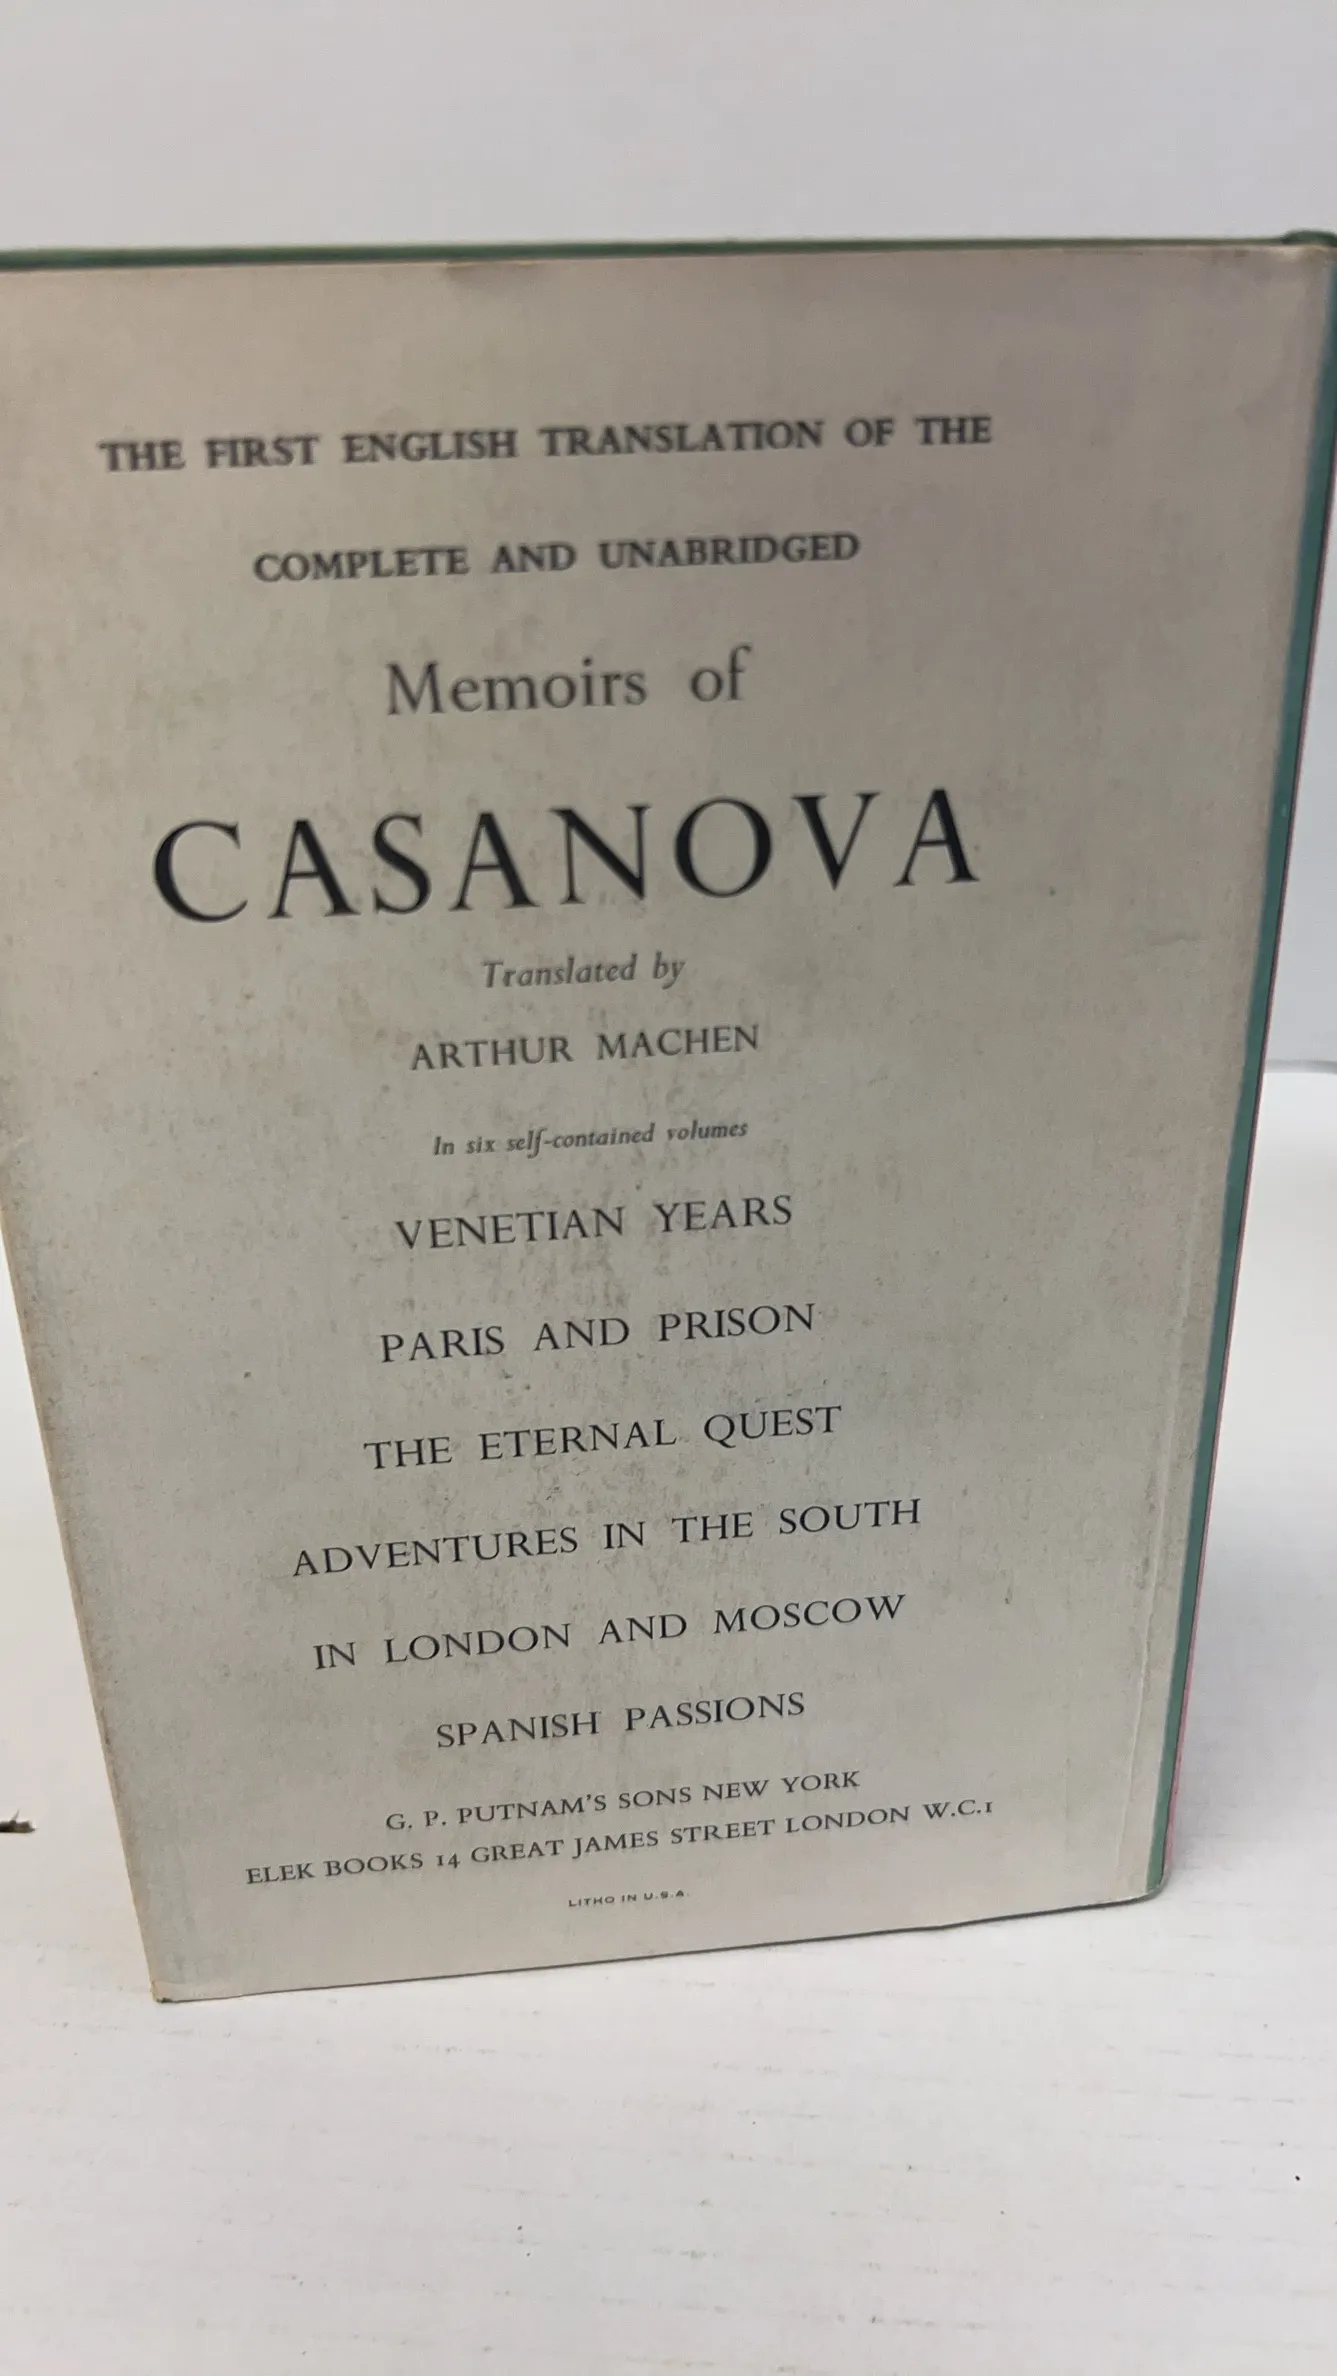 THE FIRST ENGLISH TRANSLATION OF THE
COMPLETE AND UNABRIDGED
Memoirs of
CASANOVA
Translated by
ARTHUR MACHEN
In six self-contained volumes
VENETIAN YEARS
PARIS AND PRISON
THE ETERNAL QUEST
ADVENTURES IN THE SOUTH
IN LONDON AND MOSCOW
SPANISH PASSIONS
G. P. PUTNAM'S SONS NEW YORK
ELEK BOOKS 14 GREAT JAMES STREET LONDON W.C.1
LITHO IN U.S.A.